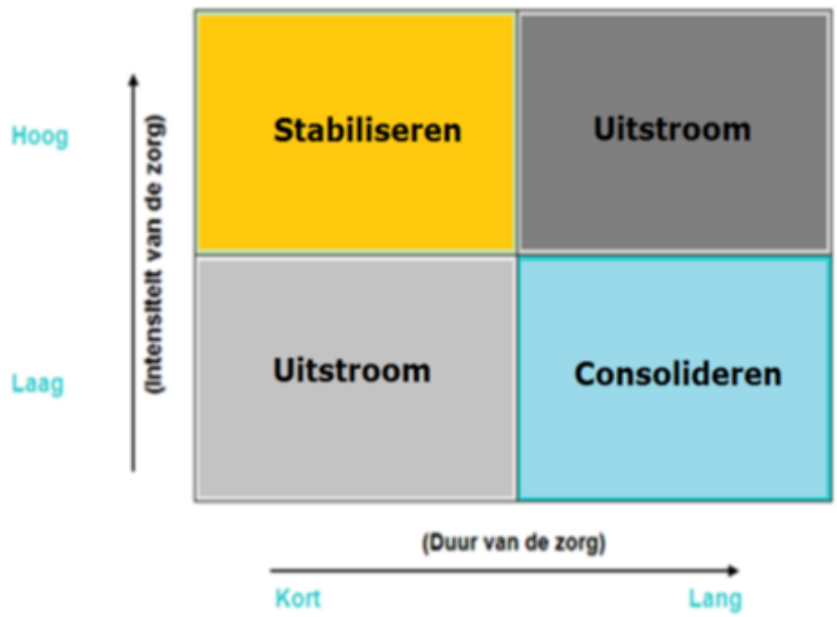 Hoog
(Intensiteit van de zorg)
Stabiliseren
Uitstroom
Laag
Uitstroom
Consolideren
(Duur van de zorg)
Kort
Lang